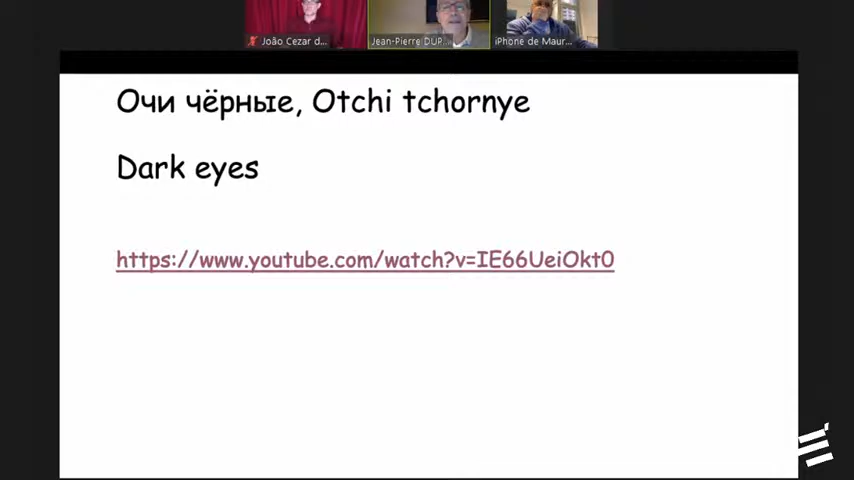 João Cezar d...
Jean-Pierre DUP...
iPhone de Maur...
Очи чёрные, Otchi tchornye
Dark eyes
https://www.youtube.com/watch?v=IE66UeiOkt0